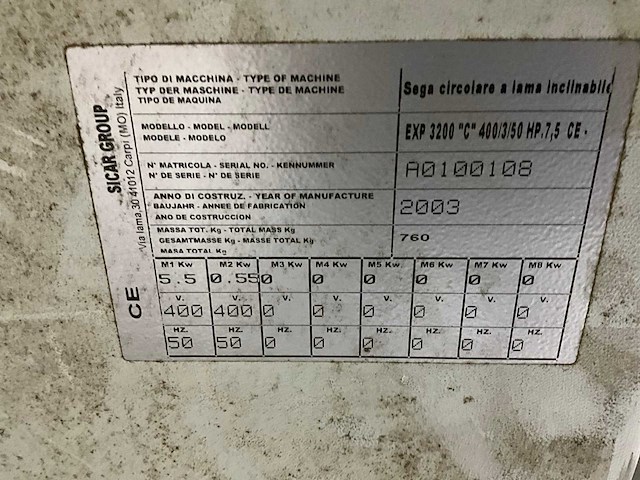 SICAR GROUP
Via lama,30 41012 Carpi (MO) Italy
CE
TIPO DI MACCHINA - TYPE OF MACHINE
TYP DER MASCHINE - TYPE DE MACHINE
TIPO DE MAQUINA
Sega circolare a lama inclinabile
MODELLO - MODEL - MODELL
MODELE - MODELO
EXP 3200 "C" 400/3/50 HP.7,5 CE -
N° MATRICOLA - SERIAL NO. - KENNUMMER
N° DE SERIE - N° DE SERIE
A0100108
ANNO DI COSTRUZ. - YEAR OF MANUFACTURE
BAUJAHR - ANNEE DE FABRICATION
ANO DE COSTRUCCION
2003
MASSA TOT. Kg - TOTAL MASS Kg
GESAMTMASSE Kg - MASSE TOTAL Kg
MASA TOTAL Kg
760
M1 Kw M2 Kw M3 Kw M4 Kw M5 Kw M6 Kw M7 Kw M8 Kw
5.5 0.55 0 0 0 0 0 0
V. V. V. V. V. V. V. V.
400 400 0 0 0 0 0 0
HZ. HZ. HZ. HZ. HZ. HZ. HZ. HZ.
50 50 0 0 0 0 0 0